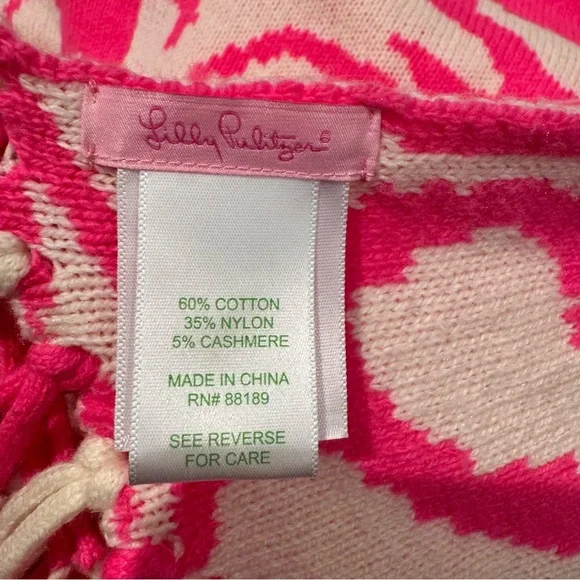 Lilly Pulitzer®
60% COTTON
35% NYLON
5% CASHMERE
MADE IN CHINA
RN# 88189
SEE REVERSE
FOR CARE